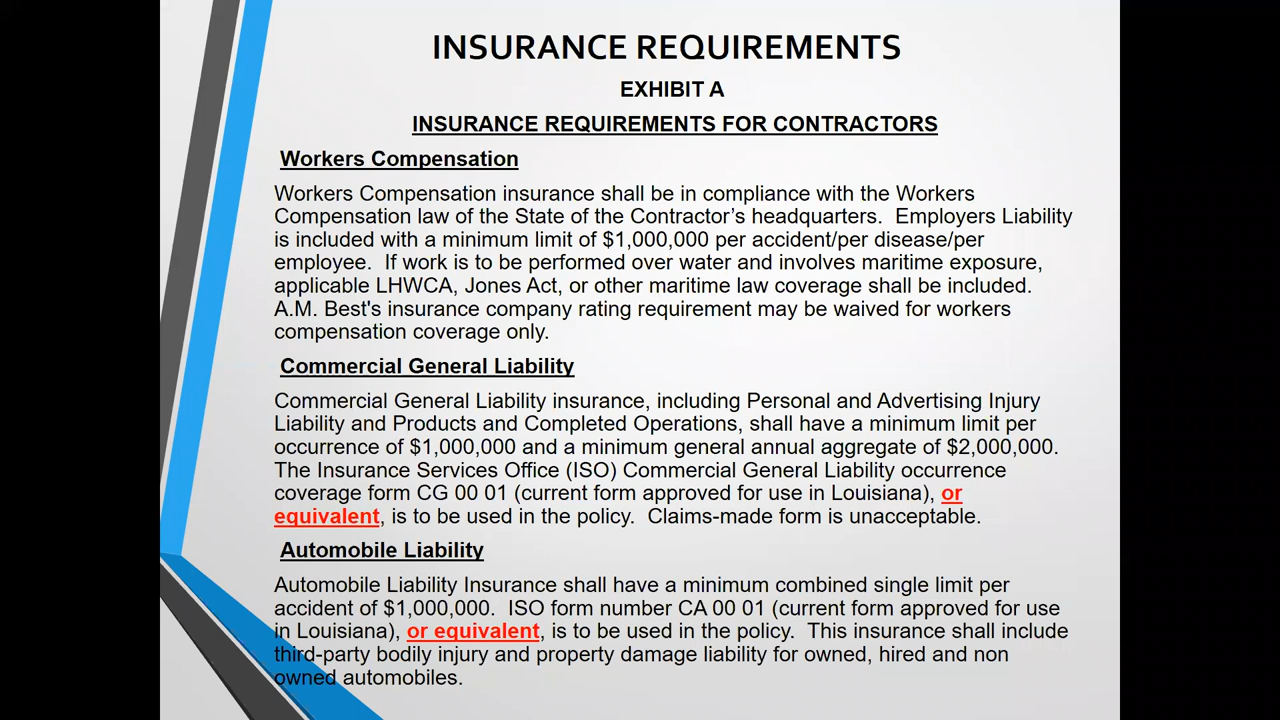 INSURANCE REQUIREMENTS
EXHIBIT A
INSURANCE REQUIREMENTS FOR CONTRACTORS
Workers Compensation
Workers Compensation insurance shall be in compliance with the Workers
Compensation law of the State of the Contractor’s headquarters.  Employers Liability
is included with a minimum limit of $1,000,000 per accident/per disease/per
employee.  If work is to be performed over water and involves maritime exposure,
applicable LHWCA, Jones Act, or other maritime law coverage shall be included.
A.M. Best's insurance company rating requirement may be waived for workers
compensation coverage only.
Commercial General Liability
Commercial General Liability insurance, including Personal and Advertising Injury
Liability and Products and Completed Operations, shall have a minimum limit per
occurrence of $1,000,000 and a minimum general annual aggregate of $2,000,000.
The Insurance Services Office (ISO) Commercial General Liability occurrence
coverage form CG 00 01 (current form approved for use in Louisiana), or
equivalent, is to be used in the policy.  Claims-made form is unacceptable.
Automobile Liability
Automobile Liability Insurance shall have a minimum combined single limit per
accident of $1,000,000.  ISO form number CA 00 01 (current form approved for use
in Louisiana), or equivalent, is to be used in the policy.  This insurance shall include
third-party bodily injury and property damage liability for owned, hired and non
owned automobiles.